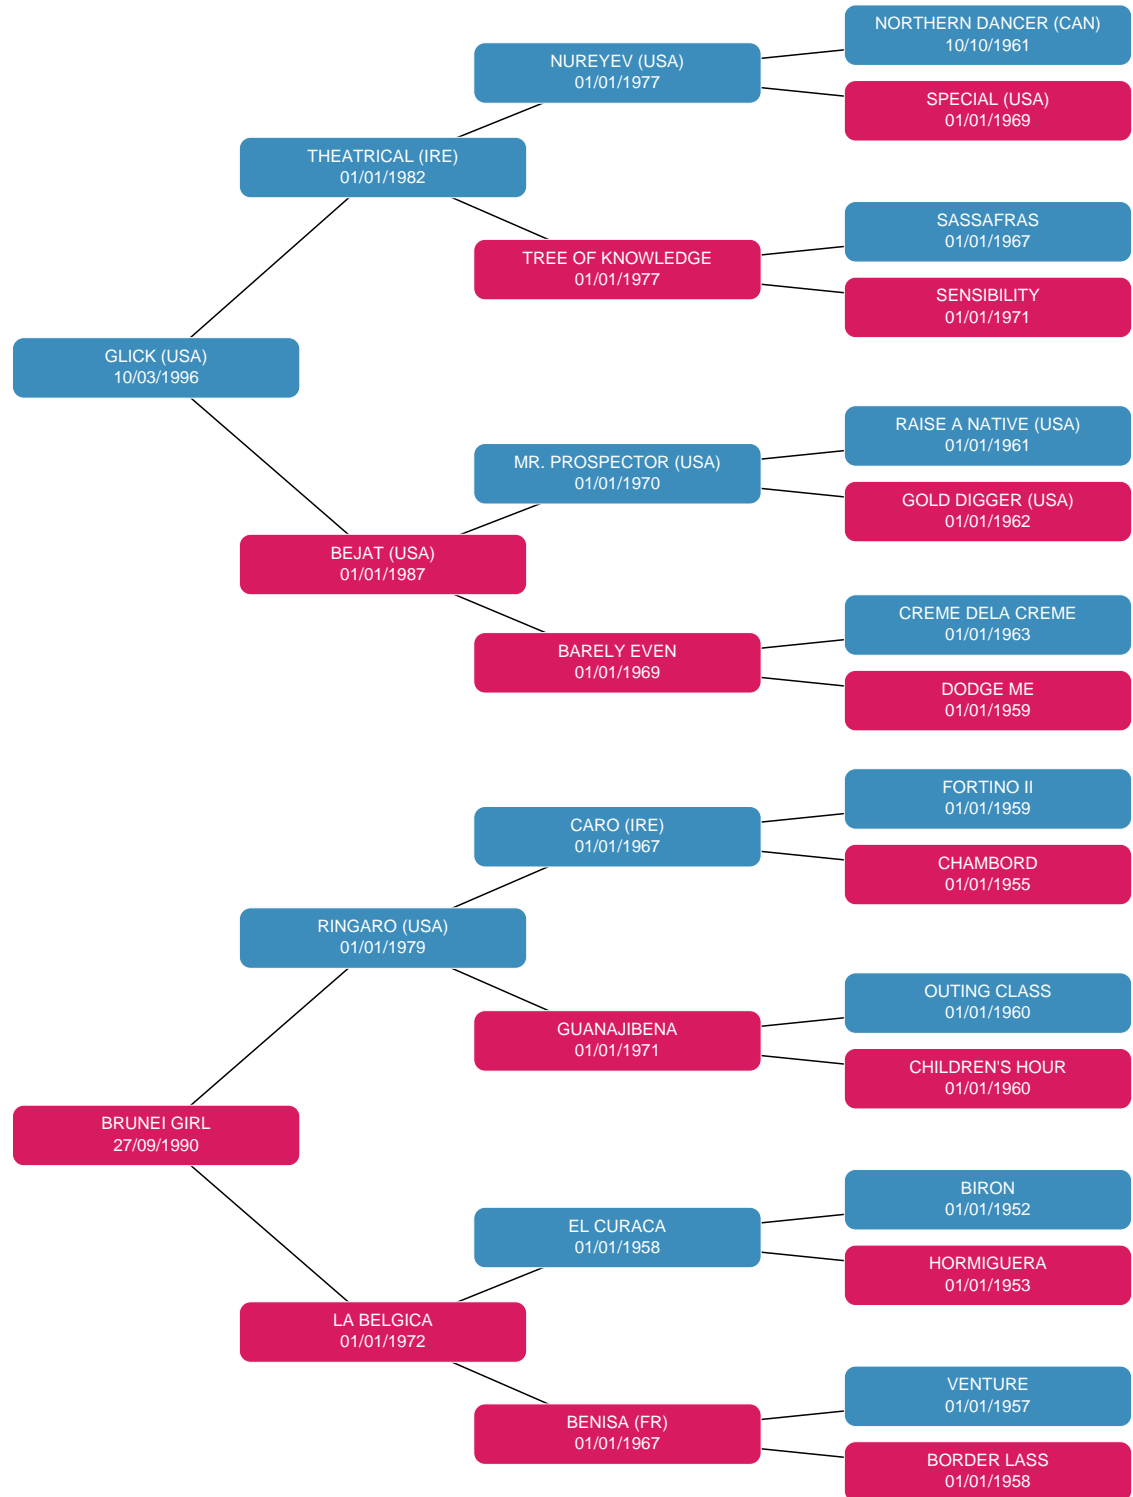 NORTHERN DANCER (CAN)
10/10/1961
NUREYEV (USA)
01/01/1977
SPECIAL (USA)
01/01/1969
THEATRICAL (IRE)
01/01/1982
SASSAFRAS
01/01/1967
TREE OF KNOWLEDGE
01/01/1977
SENSIBILITY
01/01/1971
GLICK (USA)
10/03/1996
RAISE A NATIVE (USA)
01/01/1961
MR. PROSPECTOR (USA)
01/01/1970
GOLD DIGGER (USA)
01/01/1962
BEJAT (USA)
01/01/1987
CREME DELA CREME
01/01/1963
BARELY EVEN
01/01/1969
DODGE ME
01/01/1959
FORTINO II
01/01/1959
CARO (IRE)
01/01/1967
CHAMBORD
01/01/1955
RINGARO (USA)
01/01/1979
OUTING CLASS
01/01/1960
GUANAJIBENA
01/01/1971
CHILDREN'S HOUR
01/01/1960
BRUNEI GIRL
27/09/1990
BIRON
01/01/1952
EL CURACA
01/01/1958
HORMIGUERA
01/01/1953
LA BELGICA
01/01/1972
VENTURE
01/01/1957
BENISA (FR)
01/01/1967
BORDER LASS
01/01/1958